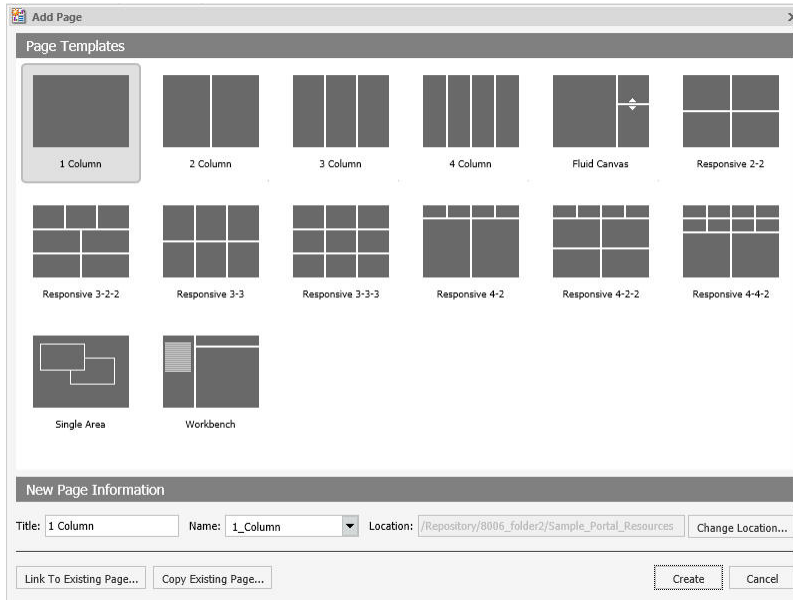 Add Page
Page Templates
1 Column 2 Column 3 Column 4 Column Fluid Canvas Responsive 2-2
Responsive 3-2-2 Responsive 3-3 Responsive 3-3-3 Responsive 4-2 Responsive 4-2-2 Responsive 4-4-2
Single Area Workbench
New Page Information
Title: 1 Column Name: 1_Column Location: /Repository/8006_folder2/Sample_Portal_Resources Change Location...
Link To Existing Page... Copy Existing Page... Create Cancel